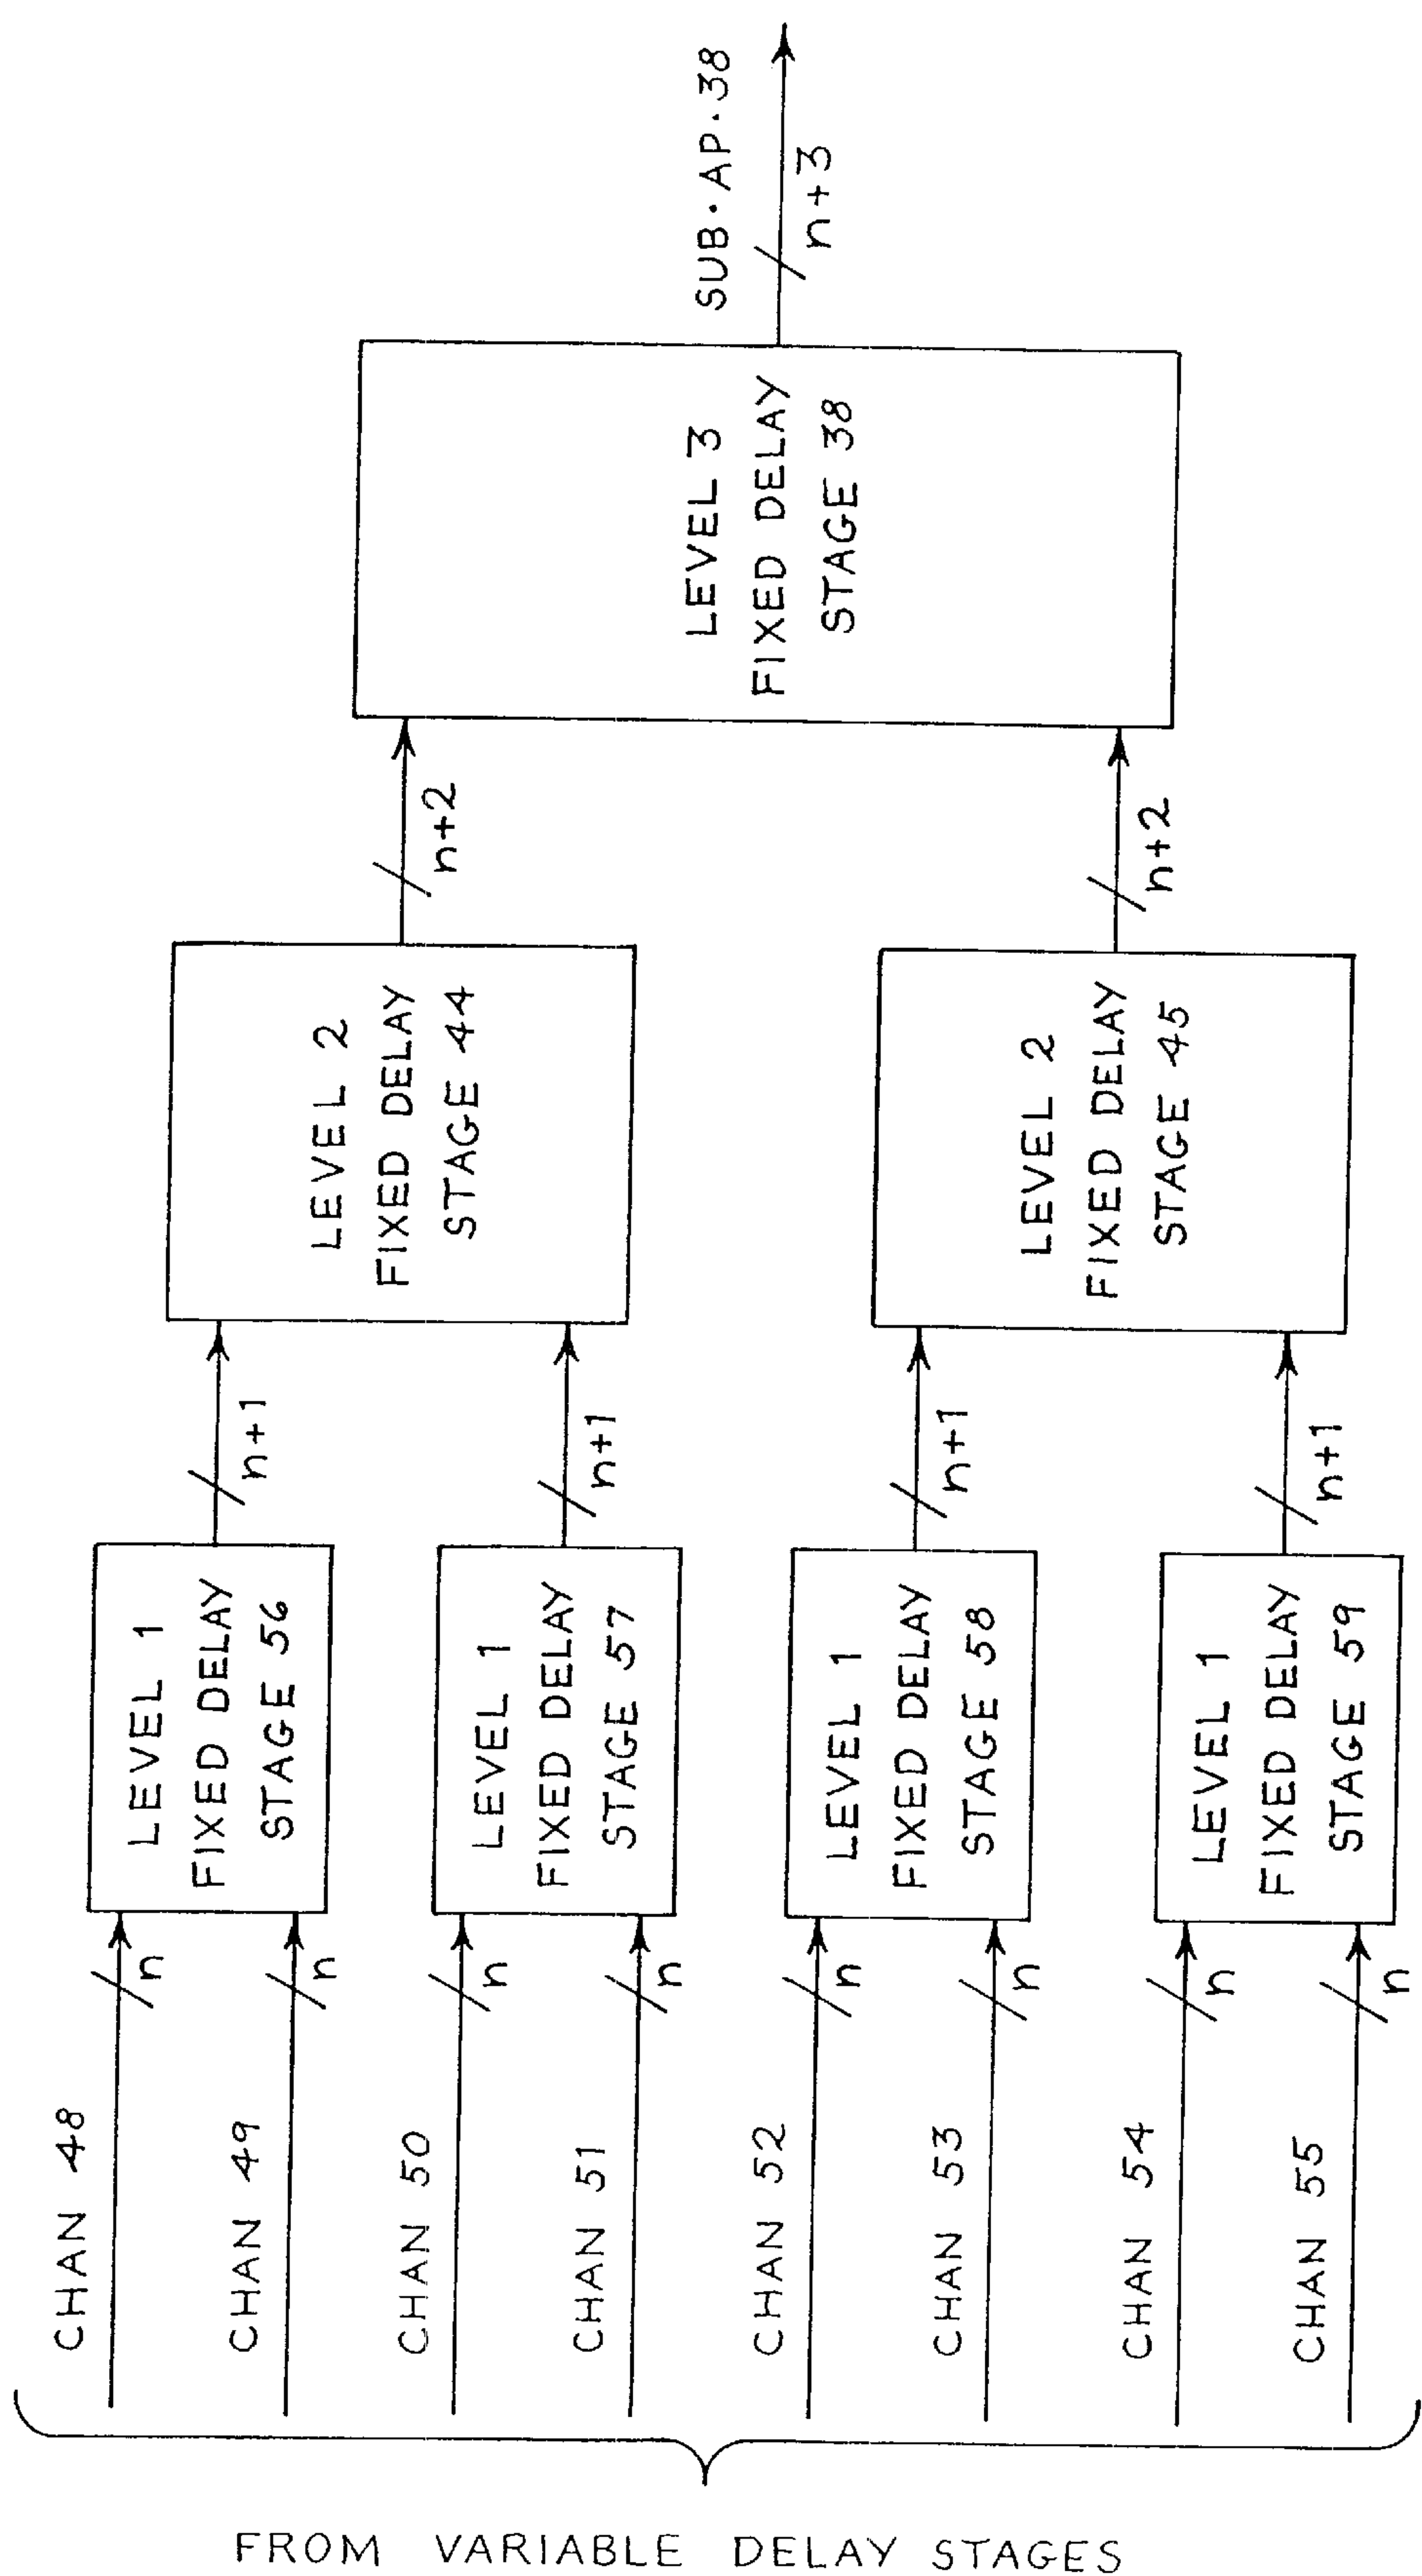 SUB·AP·38
n+3
LEVEL 3
FIXED DELAY
STAGE 38
n+2
n+2
LEVEL 2
FIXED DELAY
STAGE 44
LEVEL 2
FIXED DELAY
STAGE 45
n+1
n+1
n+1
n+1
LEVEL 1
FIXED DELAY
STAGE 56
LEVEL 1
FIXED DELAY
STAGE 57
LEVEL 1
FIXED DELAY
STAGE 58
LEVEL 1
FIXED DELAY
STAGE 59
n
n
n
n
n
n
n
n
CHAN 48
CHAN 49
CHAN 50
CHAN 51
CHAN 52
CHAN 53
CHAN 54
CHAN 55
FROM VARIABLE DELAY STAGES